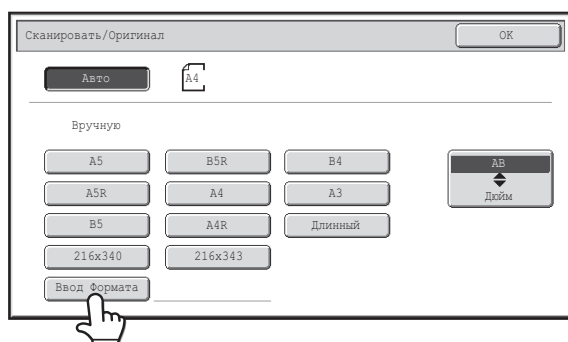 Сканировать/Оригинал OK
Авто A4
Вручную
A5 B5R B4 AB
A5R A4 A3 Дюйм
B5 A4R Длинный
216x340 216x343
Ввод Формата